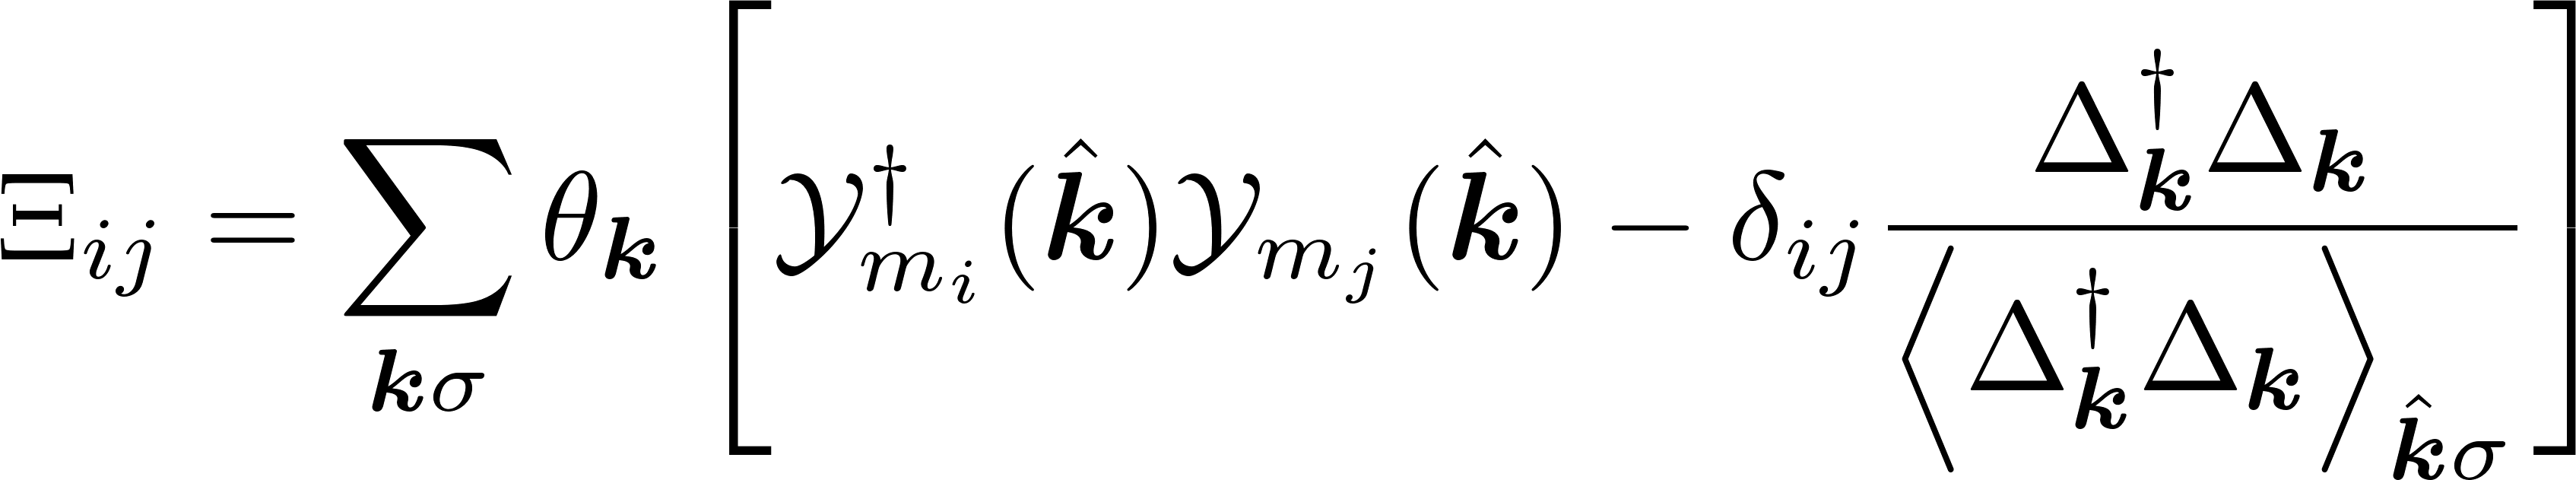 \Xi_{ij} = \sum_{\boldsymbol{k}\sigma} \theta_{\boldsymbol{k}} \left[ \mathcal{Y}^{\dagger}_{m_i}(\hat{\boldsymbol{k}}) \mathcal{Y}_{m_j}(\hat{\boldsymbol{k}}) - \delta_{ij} \frac{\Delta^{\dagger}_{\boldsymbol{k}} \Delta_{\boldsymbol{k}}}{\left\langle \Delta^{\dagger}_{\boldsymbol{k}} \Delta_{\boldsymbol{k}} \right\rangle_{\hat{\boldsymbol{k}}\sigma}} \right]